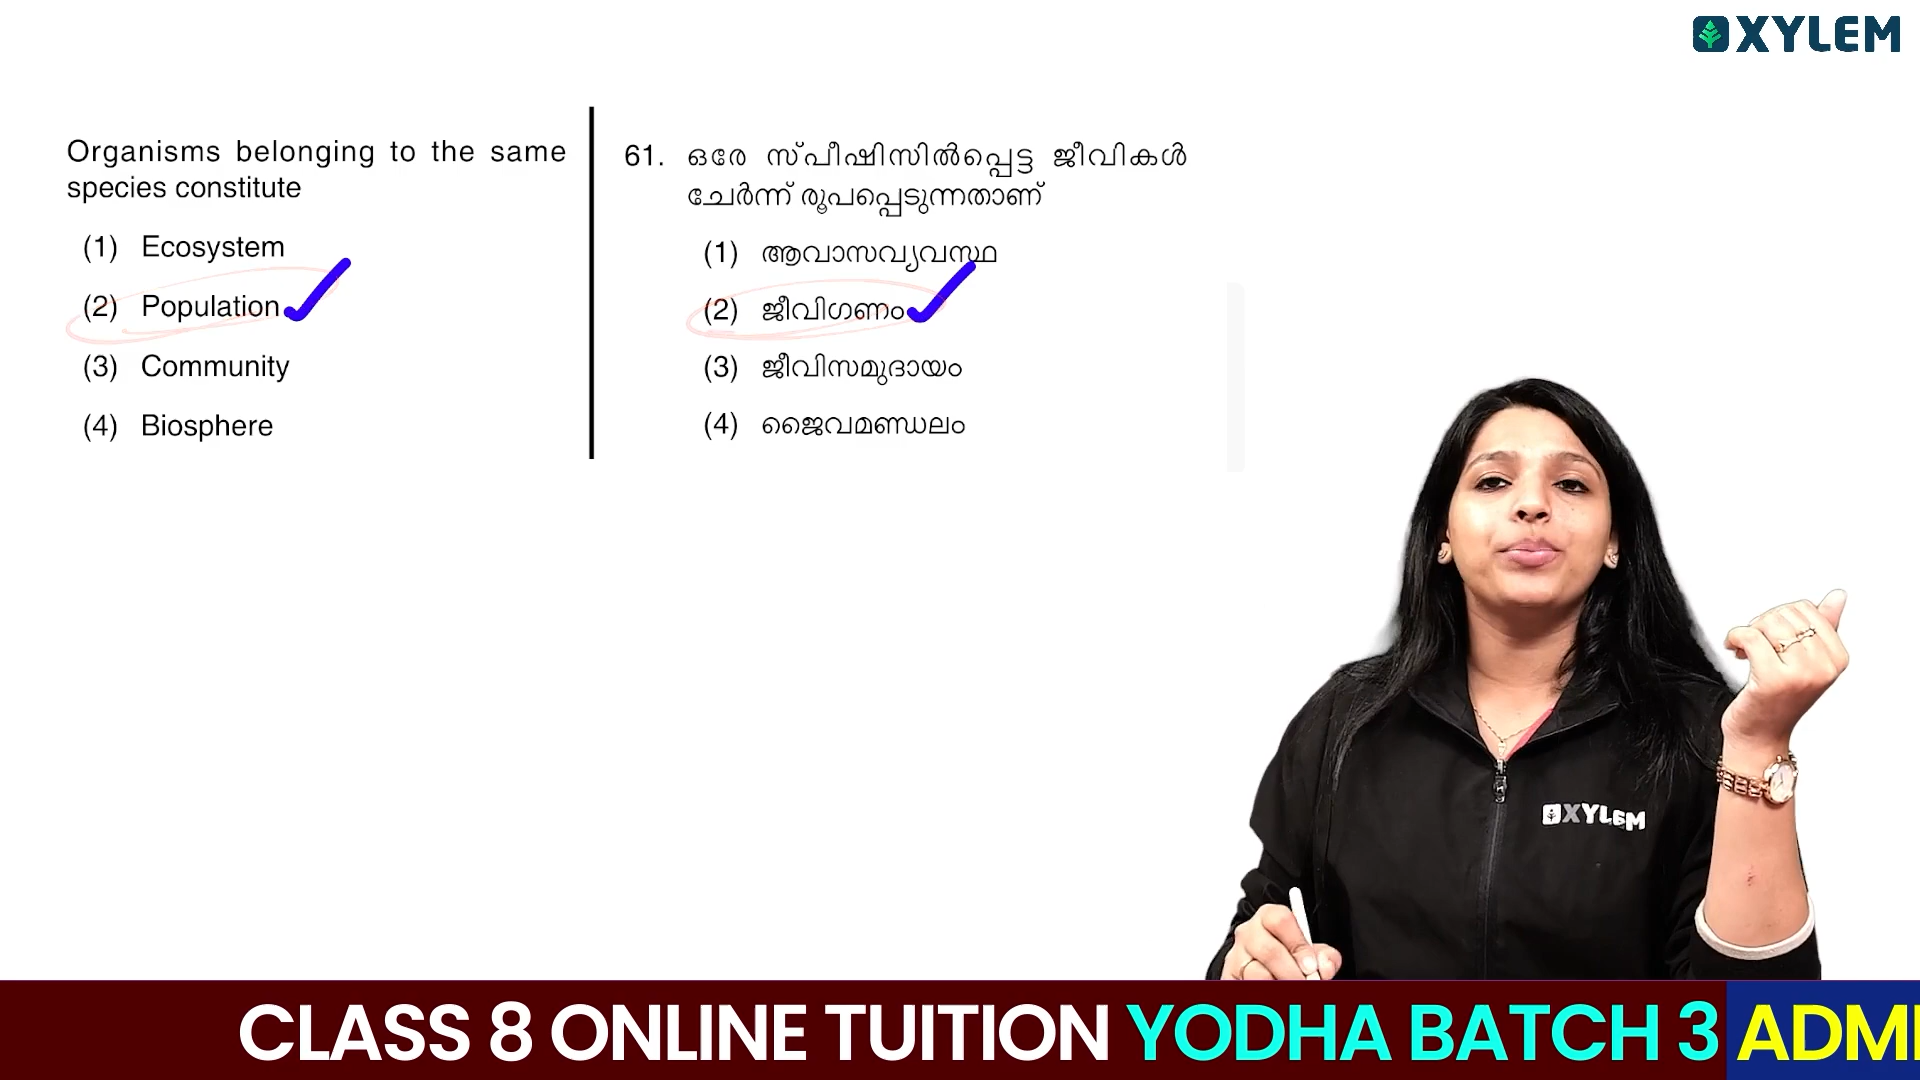 XYLEM
Organisms belonging to the same
species constitute
(1) Ecosystem
(2) Population
(3) Community
(4) Biosphere
61. ഒരേ സ്പീഷിസിൽപ്പെട്ട ജീവികൾ
ചേർന്ന് രൂപപ്പെടുന്നതാണ്
(1) ആവാസവ്യവസ്ഥ
(2) ജീവിഗണം
(3) ജീവിസമുദായം
(4) ജൈവമണ്ഡലം
XYLEM
CLASS 8 ONLINE TUITION YODHA BATCH 3 ADMI